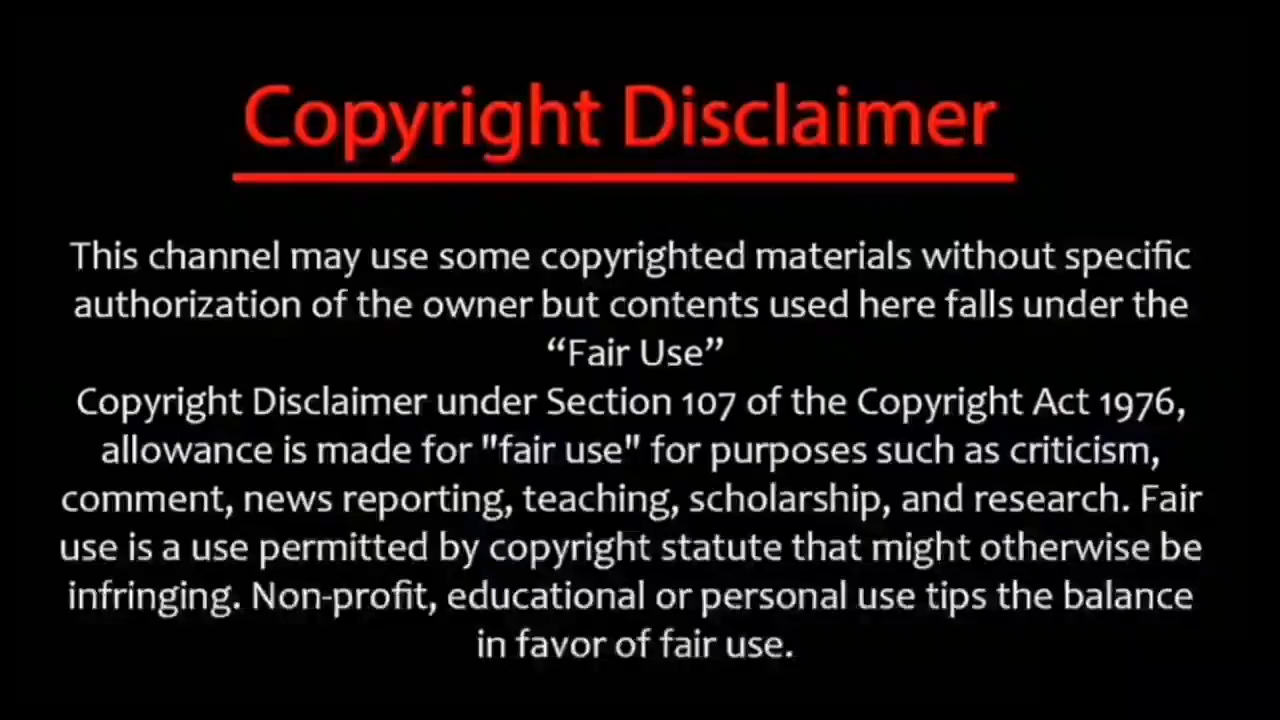 Copyright Disclaimer
This channel may use some copyrighted materials without specific
authorization of the owner but contents used here falls under the
“Fair Use”
Copyright Disclaimer under Section 107 of the Copyright Act 1976,
allowance is made for "fair use" for purposes such as criticism,
comment, news reporting, teaching, scholarship, and research. Fair
use is a use permitted by copyright statute that might otherwise be
infringing. Non-profit, educational or personal use tips the balance
in favor of fair use.